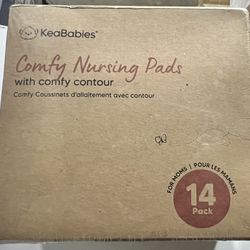 KeaBabies®
Comfy Nursing Pads
with comfy contour
Comfy Coussinets d'allaitement avec contour
FOR MOMS | POUR LES MAMANS
14
Pack